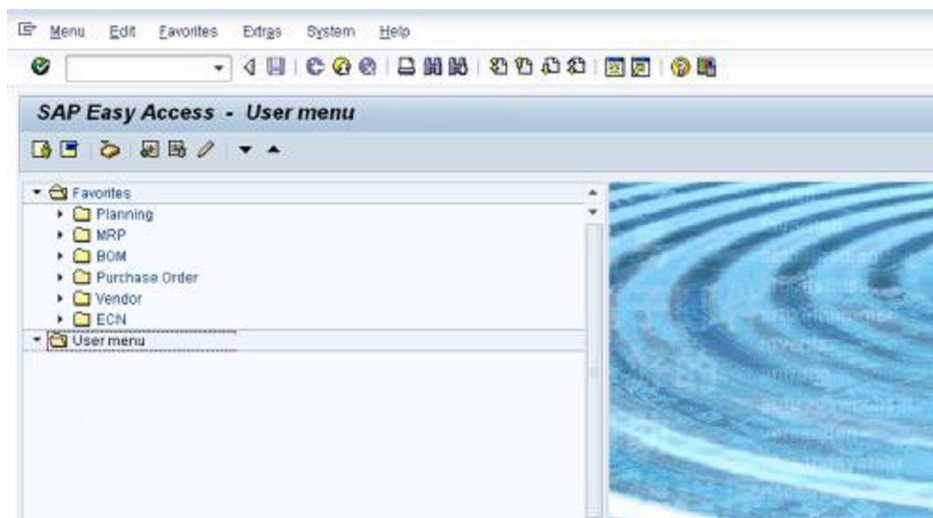 Menu Edit Favorites Extras System Help
SAP Easy Access - User menu
Favorites
Planning
MRP
BOM
Purchase Order
Vendor
ECN
User menu